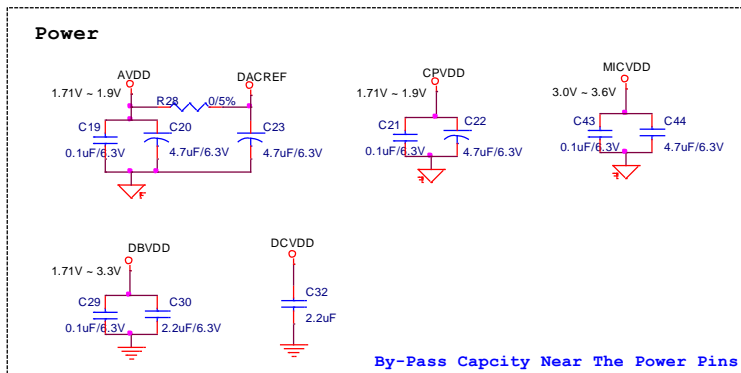 Power
AVDD
DACREF
1.71V ~ 1.9V
R28
0/5%
C19
0.1uF/6.3V
C20
4.7uF/6.3V
C23
4.7uF/6.3V
CPVDD
1.71V ~ 1.9V
C21
0.1uF/6.3V
C22
4.7uF/6.3V
MICVDD
3.0V ~ 3.6V
C43
0.1uF/6.3V
C44
4.7uF/6.3V
DBVDD
1.71V ~ 3.3V
C29
0.1uF/6.3V
C30
2.2uF/6.3V
DCVDD
C32
2.2uF
By-Pass Capcity Near The Power Pins